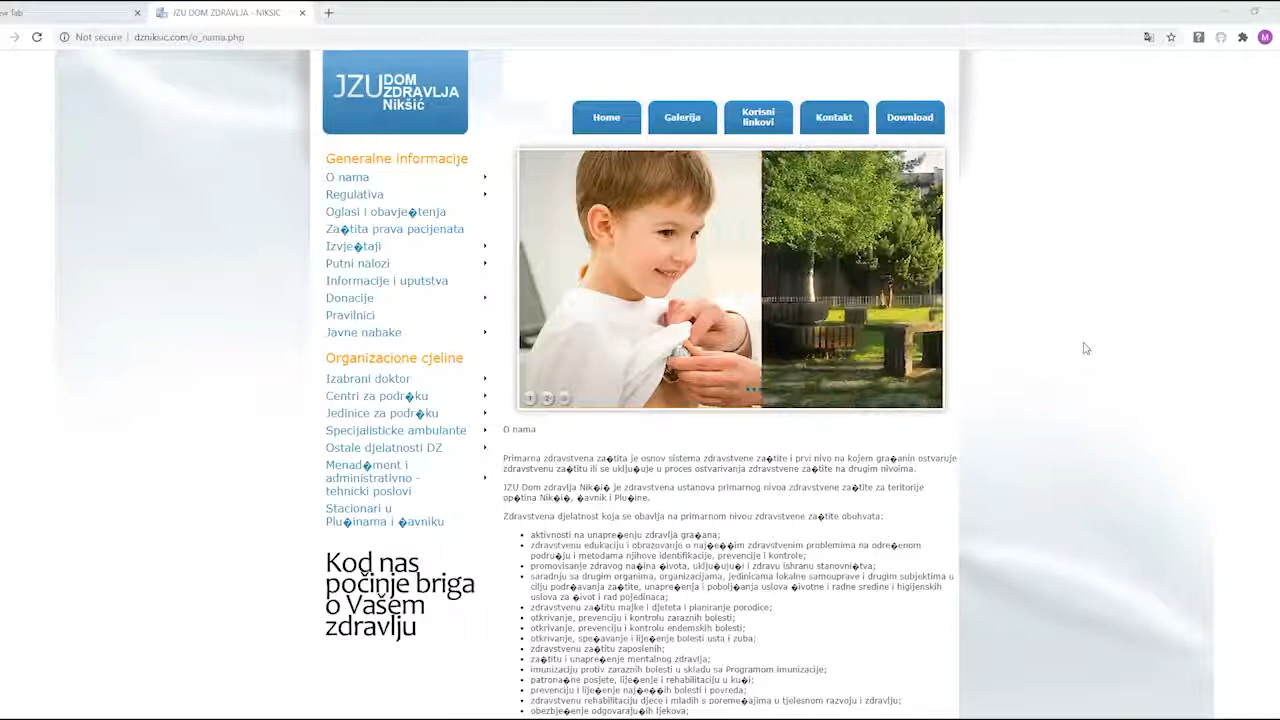 ew Tab
JZU DOM ZDRAVLJA - NIKSIC
Not secure | dzniksic.com/o_nama.php
M
JZU DOM
ZDRAVLJA
Nikšić
Home
Galerija
Korisni
linkovi
Kontakt
Download
Generalne informacije
O nama
Regulativa
Oglasi i obavje�tenja
Za�tita prava pacijenata
Izvje�taji
Putni nalozi
Informacije i uputstva
Donacije
Pravilnici
Javne nabake
Organizacione cjeline
Izabrani doktor
Centri za podr�ku
Jedinice za podr�ku
Specijalisticke ambulante
Ostale djelatnosti DZ
Menad�ment i
administrativno -
tehnicki poslovi
Stacionari u
Plu�inama i �avniku
Kod nas
počinje briga
o Vašem
zdravlju
1 2
O nama
Primarna zdravstvena za�tita je osnov sistema zdravstvene za�tite i prvi nivo na kojem gra�anin ostvaruje
zdravstvenu za�titu ili se uklju�uje u proces ostvarivanja zdravstvene za�tite na drugim nivoima.
JZU Dom zdravlja Nik�i� je zdravstvena ustanova primarnog nivoa zdravstvene za�tite za teritorije
op�tina Nik�i�, �avnik i Plu�ine.
Zdravstvena djelatnost koja se obavlja na primarnom nivou zdravstvene za�tite obuhvata:
aktivnosti na unapre�enju zdravlja gra�ana;
zdravstvenu edukaciju i obrazovanje o naj�e��im zdravstvenim problemima na odre�enom
podru�ju i metodama njihove identifikacije, prevencije i kontrole;
promovisanje zdravog na�ina �ivota, uklju�uju�i i zdravu ishranu stanovni�tva;
saradnju sa drugim organima, organizacijama, jedinicama lokalne samouprave i drugim subjektima u
cilju podr�avanja za�tite, unapre�enja i pobolj�anja uslova �ivotne i radne sredine i higijenskih
uslova za �ivot i rad pojedinaca;
zdravstvenu za�titu majke i djeteta i planiranje porodice;
otkrivanje, prevenciju i kontrolu zaraznih bolesti;
otkrivanje, prevenciju i kontrolu endemskih bolesti;
otkrivanje, spe�avanje i lije�enje bolesti usta i zuba;
zdravstvenu za�titu zaposlenih;
za�titu i unapre�enje mentalnog zdravlja;
imunizaciju protiv zaraznih bolesti u skladu sa Programom imunizacije;
patrona�ne posjete, lije�enje i rehabilitaciju u ku�i;
prevenciju i lije�enje naj�e��ih bolesti i povreda;
zdravstvenu rehabilitaciju djece i mladih s poreme�ajima u tjelesnom razvoju i zdravlju;
obezbje�enje odgovaraju�ih ljekova;